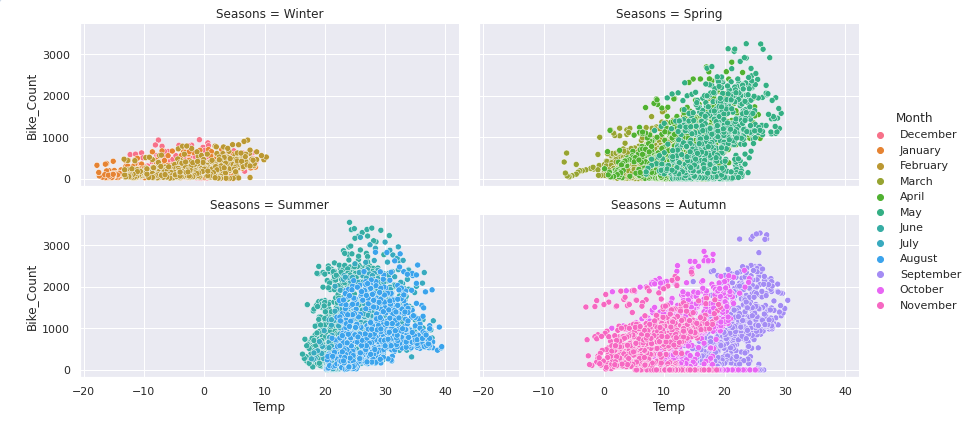 Seasons = Winter
Seasons = Spring
3000
2000
1000
0
Bike_Count
Month
December
January
February
March
April
May
June
July
August
September
October
November
Seasons = Summer
Seasons = Autumn
3000
2000
1000
0
Bike_Count
−20 −10 0 10 20 30 40
−20 −10 0 10 20 30 40
Temp
Temp